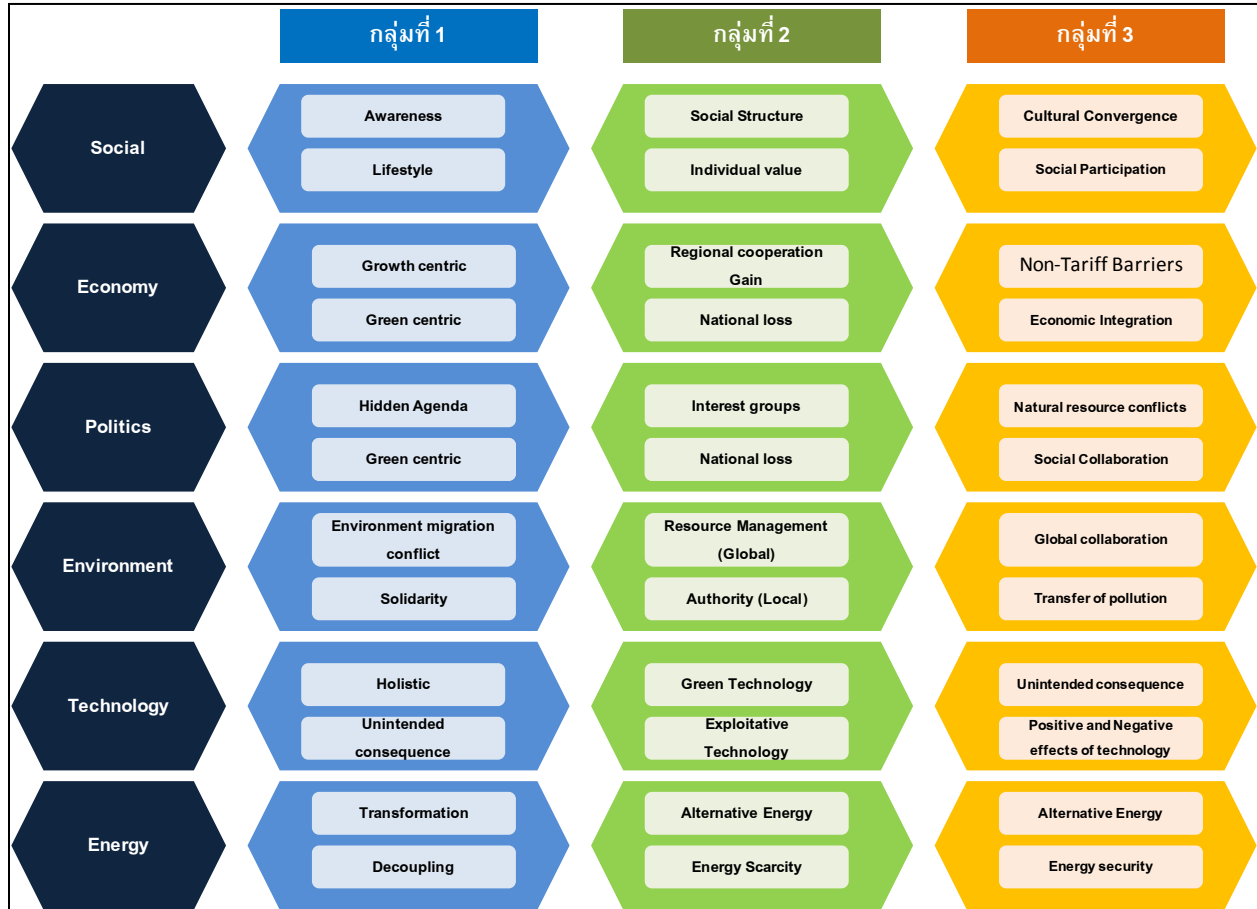 กลุ่มที่ 1
กลุ่มที่ 2
กลุ่มที่ 3
Social
Awareness
Lifestyle
Social Structure
Individual value
Cultural Convergence
Social Participation
Economy
Growth centric
Green centric
Regional cooperation
Gain
National loss
Non-Tariff Barriers
Economic Integration
Politics
Hidden Agenda
Green centric
Interest groups
National loss
Natural resource conflicts
Social Collaboration
Environment
Environment migration
conflict
Solidarity
Resource Management
(Global)
Authority (Local)
Global collaboration
Transfer of pollution
Technology
Holistic
Unintended
consequence
Green Technology
Exploitative
Technology
Unintended consequence
Positive and Negative
effects of technology
Energy
Transformation
Decoupling
Alternative Energy
Energy Scarcity
Alternative Energy
Energy security